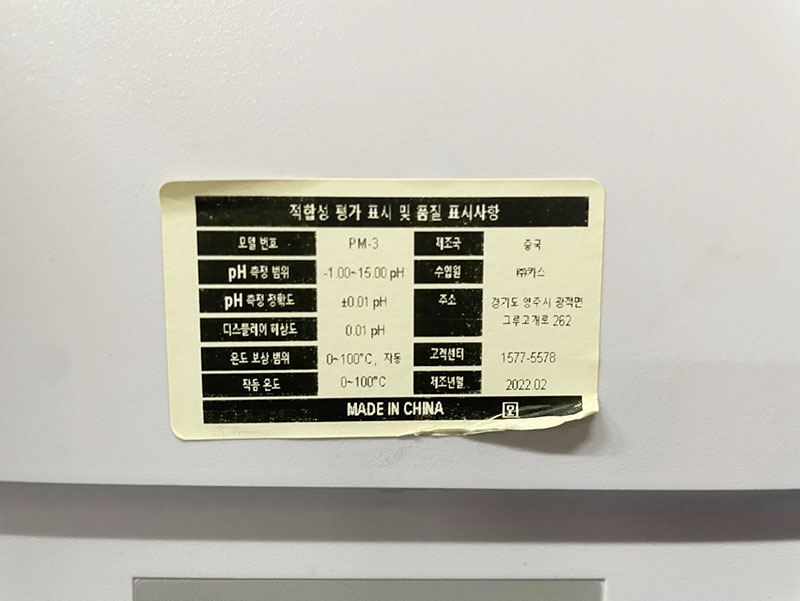 적합성 평가 표시 및 품질 표시사항
모델 번호 PM-3 제조국 중국
pH 측정 범위 -1.00~15.00 pH 수입원 ㈜카스
pH 측정 정확도 ±0.01 pH 주소 경기도 양주시 광적면
그루고개로 262
디스플레이 해상도 0.01 pH
온도 보상 범위 0~100°C, 자동 고객센터 1577-5578
작동 온도 0~100°C 제조년월 2022.02
MADE IN CHINA